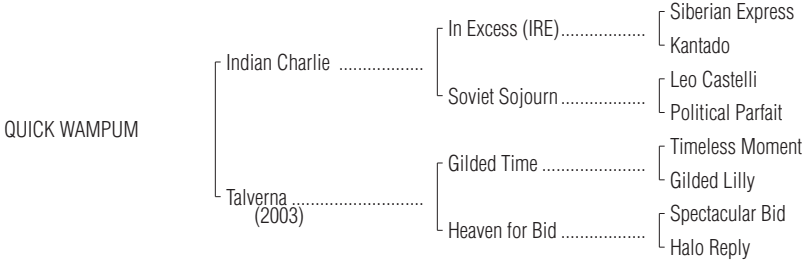 Siberian Express
In Excess (IRE)...................
Kantado
Indian Charlie ...................
Leo Castelli
Soviet Sojourn...................
Political Parfait
QUICK WAMPUM
Timeless Moment
Gilded Time .......................
Gilded Lilly
Talverna .............................
(2003)
Spectacular Bid
Heaven for Bid ...................
Halo Reply